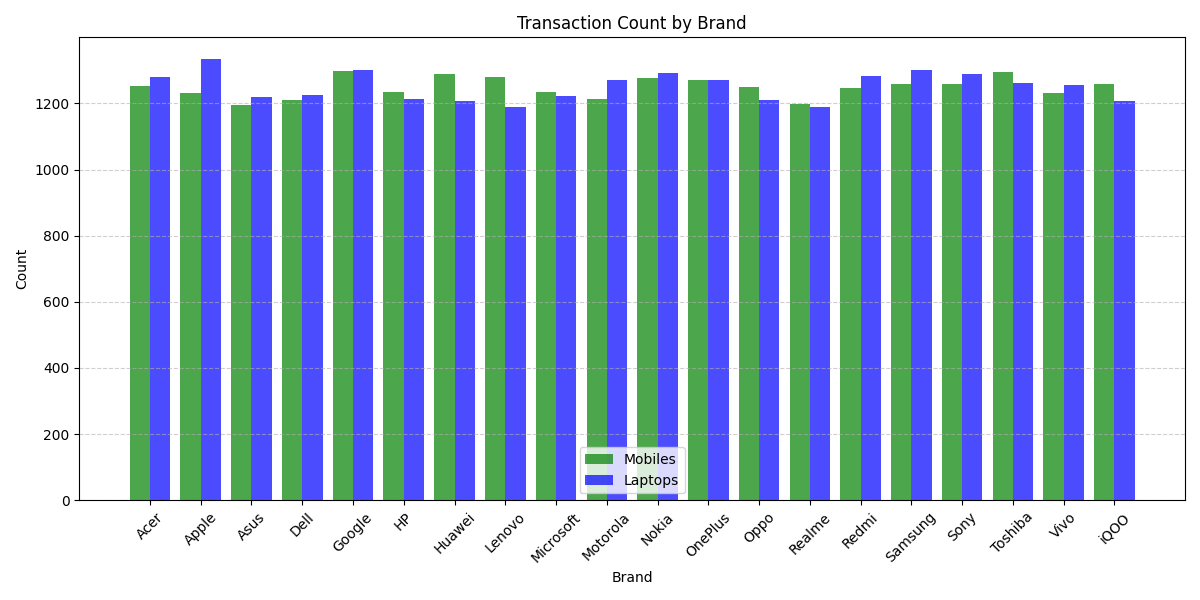 Transaction Count by Brand
Count
1200
1000
800
600
400
200
0
Mobiles
Laptops
Acer
Apple
Asus
Dell
Google
HP
Huawei
Lenovo
Microsoft
Motorola
Nokia
OnePlus
Oppo
Realme
Redmi
Samsung
Sony
Toshiba
Vivo
iQOO
Brand